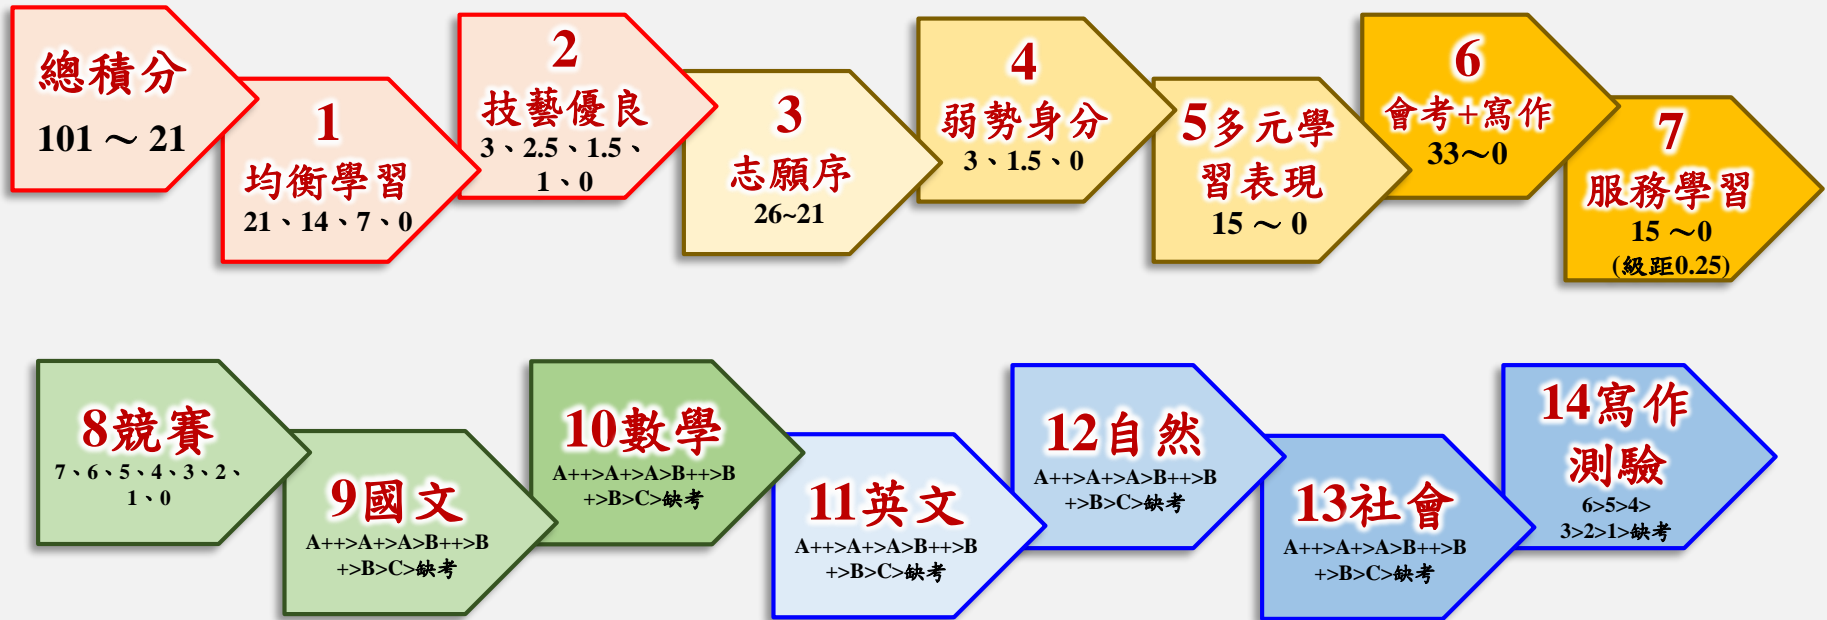 總積分
101 ～ 21
1
均衡學習
21、14、7、0
2
技藝優良
3、2.5、1.5、
1、0
3
志願序
26~21
4
弱勢身分
3、1.5、0
5多元學
習表現
15 ～ 0
6
會考+寫作
33～0
7
服務學習
15 ～0
(級距0.25)
8競賽
7、6、5、4、3、2、
1、0
9國文
A++>A+>A>B++>B
+>B>C>缺考
10數學
A++>A+>A>B++>B
+>B>C>缺考
11英文
A++>A+>A>B++>B
+>B>C>缺考
12自然
A++>A+>A>B++>B
+>B>C>缺考
13社會
A++>A+>A>B++>B
+>B>C>缺考
14寫作
測驗
6>5>4>
3>2>1>缺考